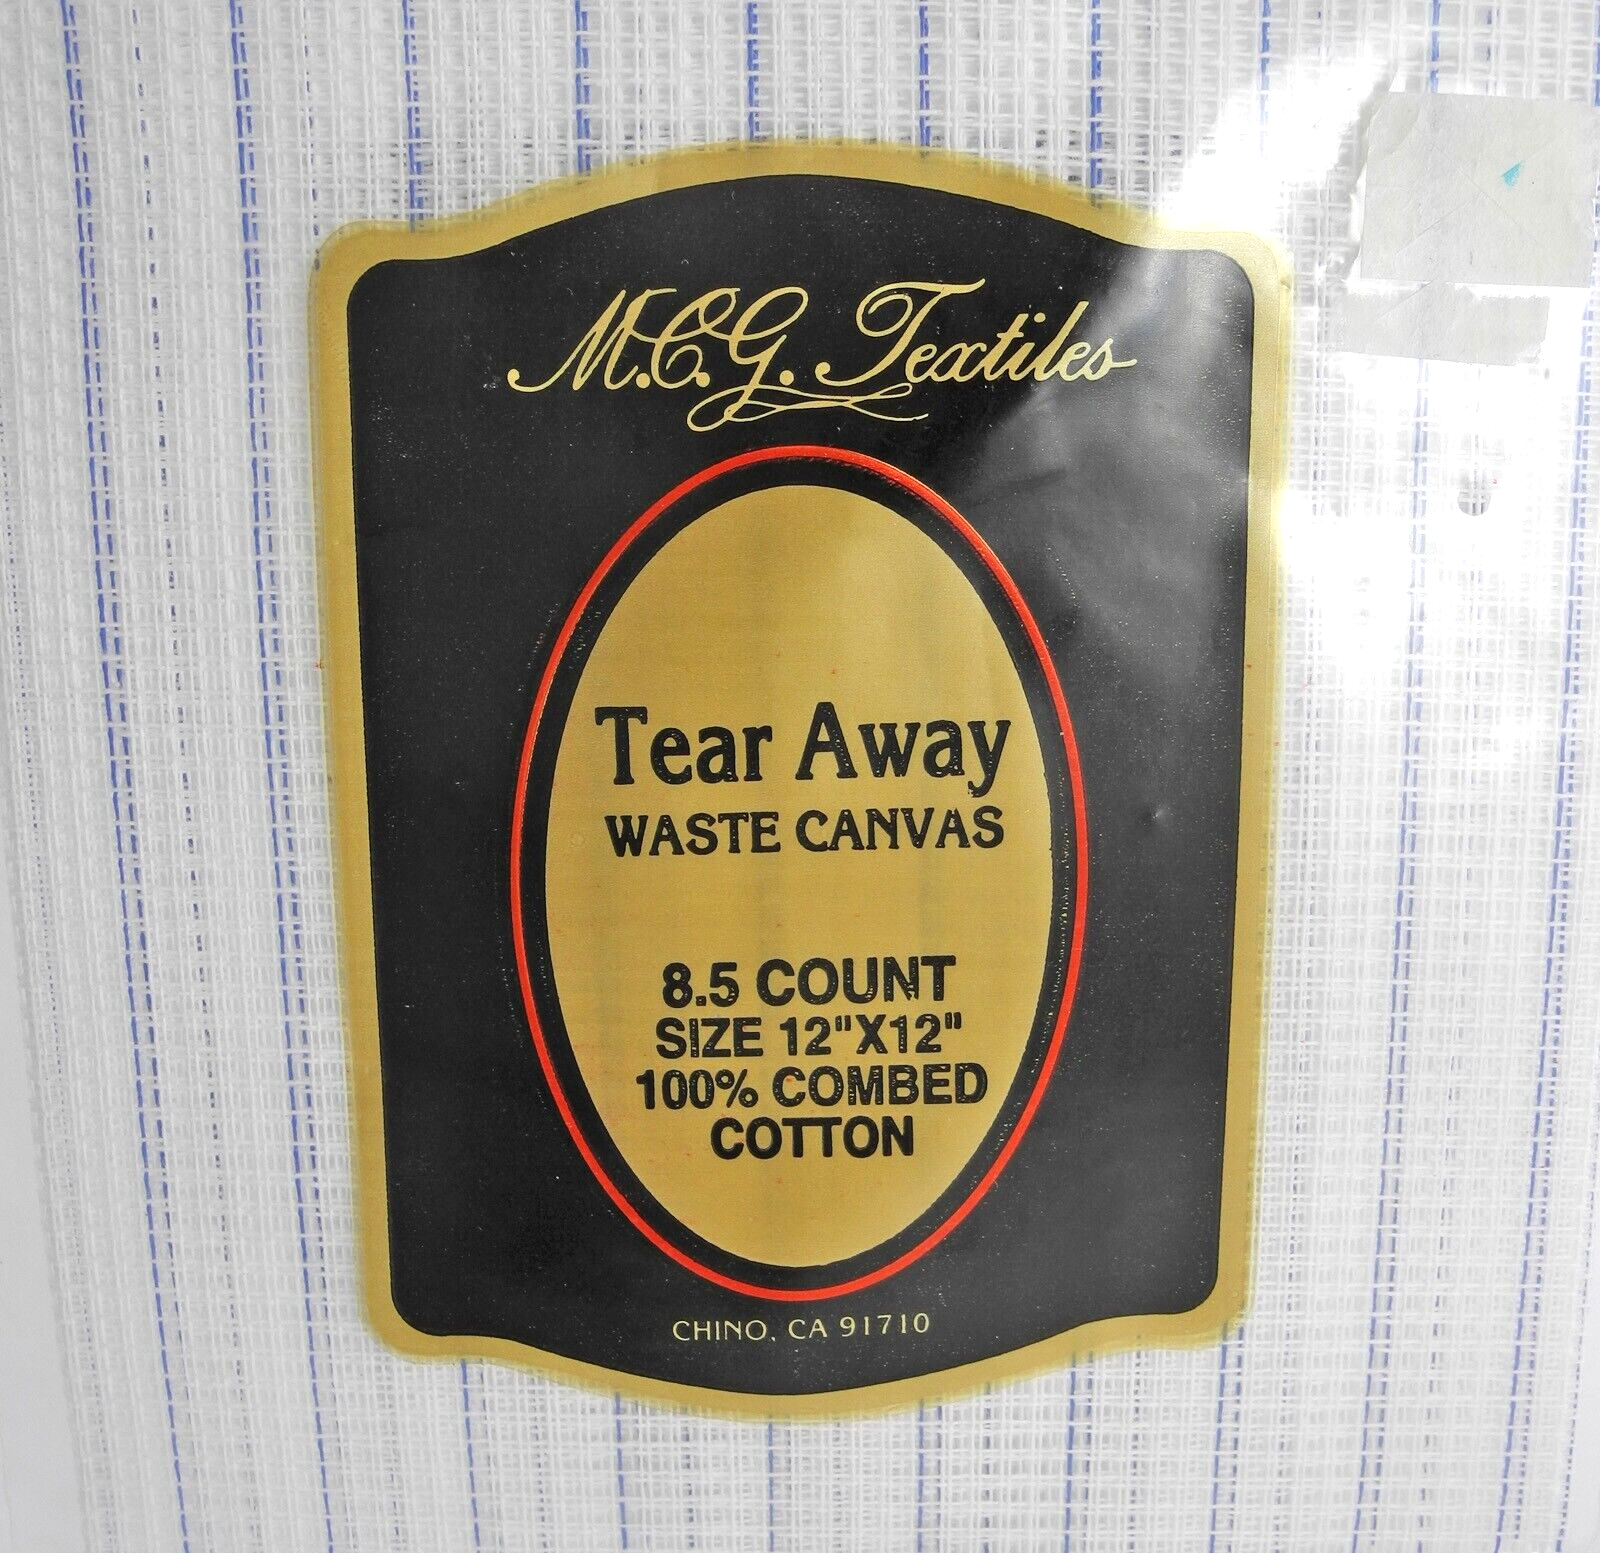 M.C.G. Textiles
Tear Away
WASTE CANVAS
8.5 COUNT
SIZE 12"X12"
100% COMBED
COTTON
CHINO, CA 91710